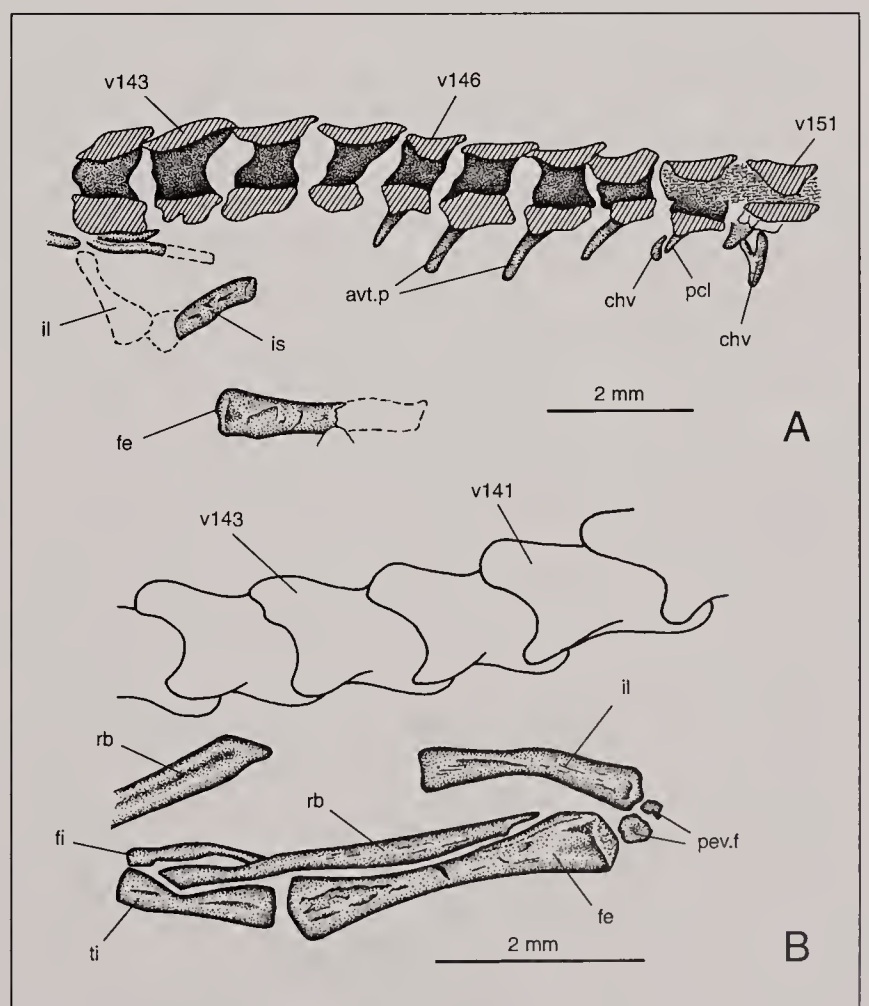 v143
v146
v151
avt.p
chv
pcl
chv
il
is
fe
2 mm
A
v143
v141
il
rb
rb
fi
pev.f
fe
ti
2 mm
B